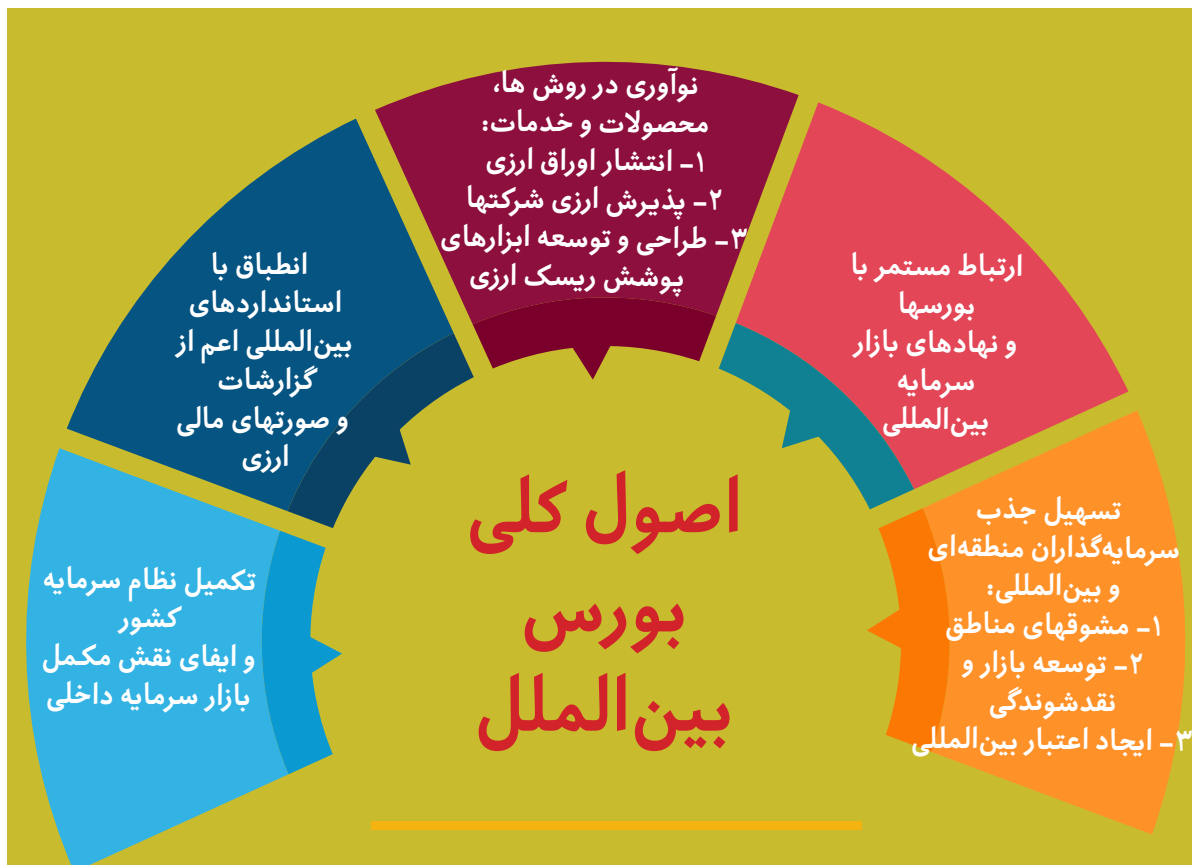 اصول کلی
بورس
بین‌الملل
تسهیل جذب
سرمایه‌گذاران منطقه‌ای
و بین‌المللی:
۱- مشوقهای مناطق
۲- توسعه بازار و
نقدشوندگی
۳- ایجاد اعتبار بین‌المللی
ارتباط مستمر با
بورسها
و نهادهای بازار
سرمایه
بین‌المللی
نوآوری در روش ها،
محصولات و خدمات:
۱- انتشار اوراق ارزی
۲- پذیرش ارزی شرکتها
۳- طراحی و توسعه ابزارهای
پوشش ریسک ارزی
انطباق با
استانداردهای
بین‌المللی اعم از
گزارشات
و صورتهای مالی
ارزی
تکمیل نظام سرمایه
کشور
و ایفای نقش مکمل
بازار سرمایه داخلی